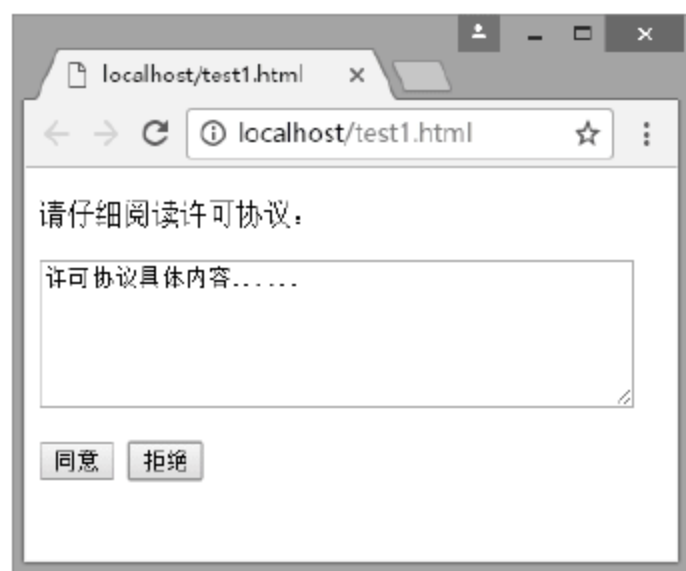 localhost/test1.html
localhost/test1.html
请仔细阅读许可协议：
许可协议具体内容......
同意 拒绝